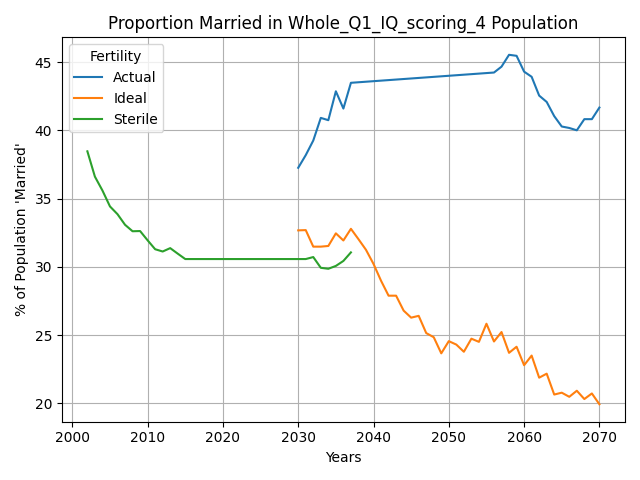 Proportion Married in Whole_Q1_IQ_scoring_4 Population
Fertility
Actual
Ideal
Sterile
% of Population 'Married'
45
40
35
30
25
20
2000
2010
2020
2030
2040
2050
2060
2070
Years